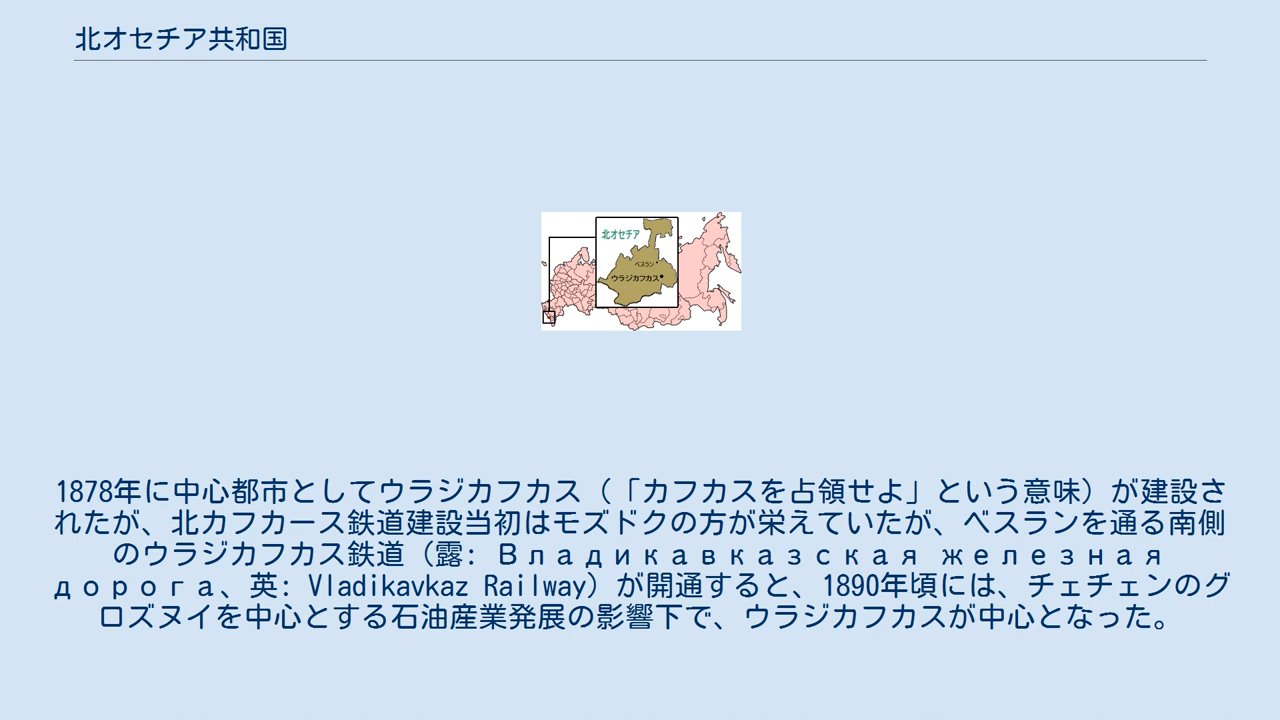 北オセチア共和国
北オセチア
ベスラン
ウラジカフカス
1878年に中心都市としてウラジカフカス（「カフカスを占領せよ」という意味）が建設さ
れたが、北カフカース鉄道建設当初はモズドクの方が栄えていたが、ベスランを通る南側
のウラジカフカス鉄道（露: Владикавказская железная
дорога、英: Vladikavkaz Railway）が開通すると、1890年頃には、チェチェンのグ
ロズヌイを中心とする石油産業発展の影響下で、ウラジカフカスが中心となった。